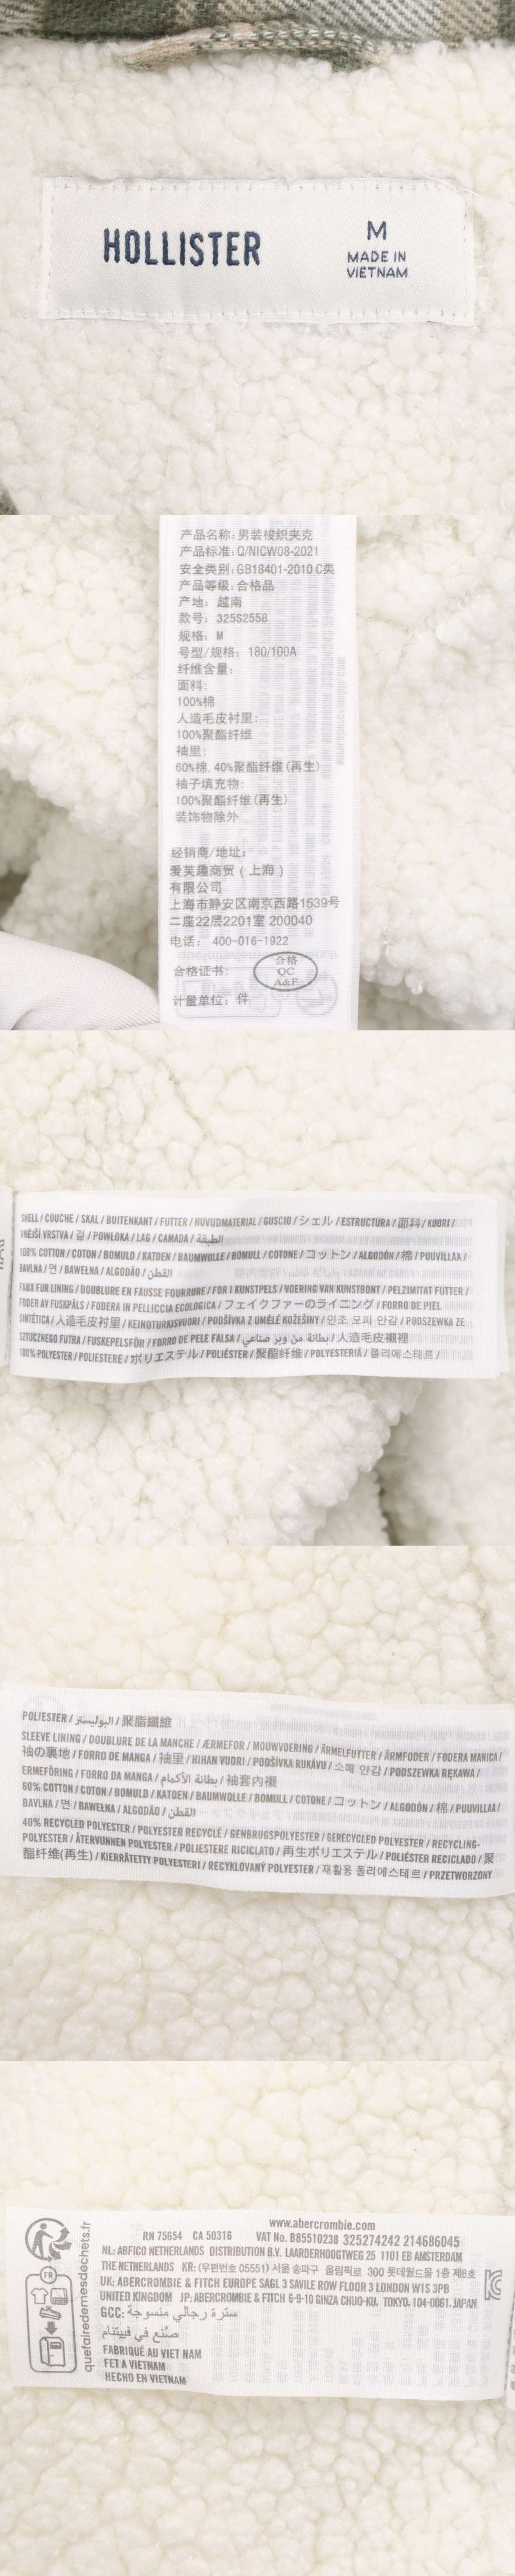 HOLLISTER
M
MADE IN
VIETNAM
产品名称: 男装梭织夹克
产品标准: Q/NICW08-2021
安全类别: GB18401-2010 C类
产品等级: 合格品
产地: 越南
款号: 325S2558
规格: M
号型/规格: 180/100A
纤维含量:
面料:
100%棉
人造毛皮衬里:
100%聚酯纤维
袖里:
60%棉, 40%聚酯纤维(再生)
袖子填充物:
100%聚酯纤维(再生)
装饰物除外
经销商/地址:
爱芙趣商贸(上海)
有限公司
上海市静安区南京西路1539号
二座22层2201室 200040
电话: 400-016-1922
合格证书:
合格
QC
A&F
计量单位: 件
SHELL / COUCHE / SKAL / BUITENKANT / FUTTER / HUVUDMATERIAL / GUSCIO / シェル / ESTRUCTURA / 面料 / KUORI /
VNĚJŠÍ VRSTVA / 겉 / POWŁOKA / LAG / CAMADA / الطبقة
100% COTTON / COTON / BOMULD / KATOEN / BAUMWOLLE / BOMULL / COTONE / コットン / ALGODÓN / 棉 / PUUVILLAA /
BAVLNA / 면 / BAWEŁNA / ALGODÃO / القطن
FAUX FUR LINING / DOUBLURE EN FAUSSE FOURRURE / FOR I KUNSTPELS / VOERING VAN KUNSTBONT / PELZIMITAT FUTTER /
FODER AV FUSKPÄLS / FODERA IN PELLICCIA ECOLOGICA / フェイクファーのライニング / FORRO DE PIEL
SINTÉTICA / 人造毛皮衬里 / KEINOTURKISVUORI / PODŠÍVKA Z UMĚLÉ KOŽEŠINY / 인조 모피 안감 / PODSZEWKA ZE
SZTUCZNEGO FUTRA / FUSKEPELSFÔR / FORRO DE PELE FALSA / بطانة من وبر صناعي / 人造毛皮襯裡
100% POLYESTER / POLIESTERE / ポリエステル / POLIÉSTER / 聚酯纤维 / POLYESTERIÄ / 폴리에스테르 /
POLIESTER / البوليستر / 聚脂纖維
SLEEVE LINING / DOUBLURE DE LA MANCHE / ÆRMEFOR / MOUWVOERING / ÄRMELFUTTER / ÄRMFODER / FODERA MANICA /
袖の裏地 / FORRO DE MANGA / 袖里 / HIHAN VUORI / PODŠÍVKA RUKÁVU / 소매 안감 / PODSZEWKA RĘKAWA /
ERMEFÔRING / FORRO DA MANGA / بطانة الأكمام / 袖套內襯
60% COTTON / COTON / BOMULD / KATOEN / BAUMWOLLE / BOMULL / COTONE / コットン / ALGODÓN / 棉 / PUUVILLAA /
BAVLNA / 면 / BAWEŁNA / ALGODÃO / القطن
40% RECYCLED POLYESTER / POLYESTER RECYCLÉ / GENBRUGSPOLYESTER / GERECYCLED POLYESTER / RECYCLING-
POLYESTER / ÅTERVUNNEN POLYESTER / POLIESTERE RICICLATO / 再生ポリエステル / POLIÉSTER RECICLADO / 聚
酯纤维(再生) / KIERRÄTETTY POLYESTERI / RECYKLOVANÝ POLYESTER / 재활용 폴리에스테르 / PRZETWORZONY
www.abercrombie.com
RN 75654 CA 50316 VAT No. B85510238 325274242 214686045
NL: ABFICO NETHERLANDS DISTRIBUTION B.V. LAARDERHOOGTWEG 25 1101 EB AMSTERDAM
THE NETHERLANDS KR: (우편번호 05551) 서울 송파구 올림픽로 300 롯데월드몰 1층 제8호
UK: ABERCROMBIE & FITCH EUROPE SAGL 3 SAVILE ROW FLOOR 3 LONDON W1S 3PB
UNITED KINGDOM JP: ABERCROMBIE & FITCH 6-9-10 GINZA CHUO-KU, TOKYO, 104-0061, JAPAN
GCC: سترة رجالي منسوجة
صنع في فيتنام
FABRIQUÉ AU VIET NAM
FET A VIETNAM
HECHO EN VIETNAM
FR
quefairedemesdechets.fr